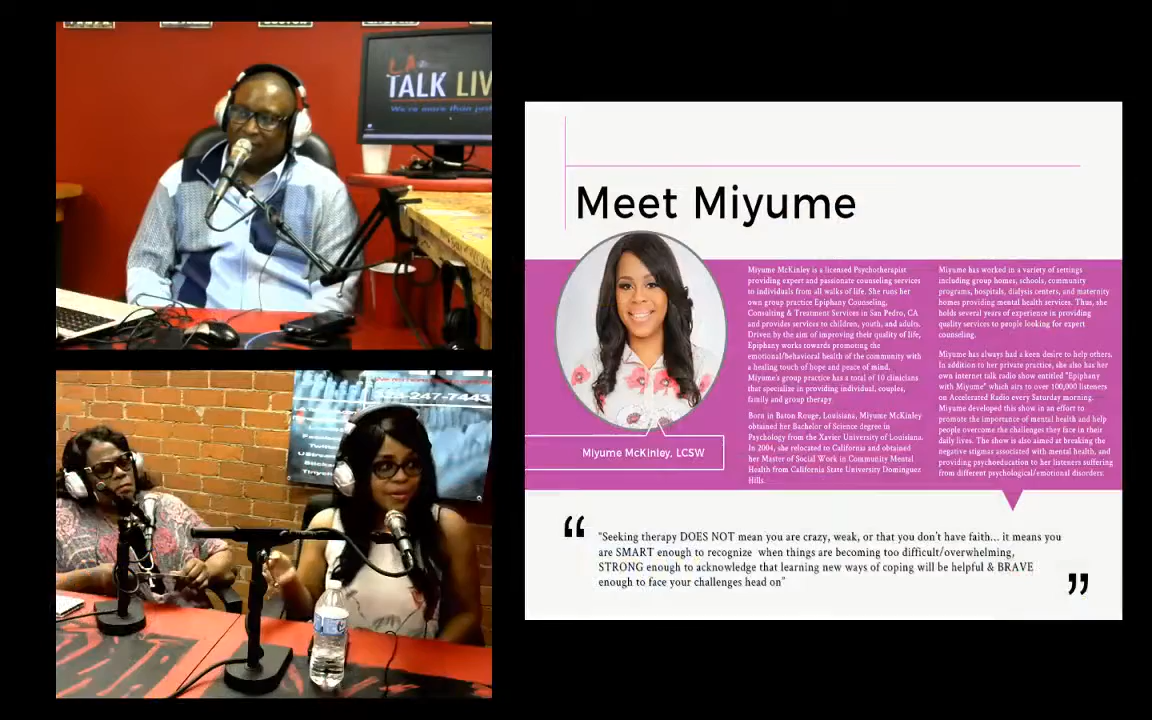 LA
TALK LIV
We're more than just
247-7443
Meet Miyume
Miyume McKinley is a licensed Psychotherapist
providing expert and passionate counseling services
to individuals from all walks of life. She runs her
own group practice Epiphany Counseling,
Consulting & Treatment Services in San Pedro, CA
and provides services to children, youth, and adults.
Driven by the aim of improving their quality of life,
Epiphany works towards promoting the
emotional/behavioral health of the community with
a healing touch of hope and peace of mind.
Miyume's group practice has a total of 10 clinicians
that specialize in providing individual, couples,
family and group therapy.
Born in Baton Rouge, Louisians, Miyume McKinley
obtained her Bachelor of Science degree in
Psychology from the Xavier University of Louisiana.
In 2004, she relocated to California and obtained
her Master of Social Work in Community Mental
Health from California State University Dominguez
Hills.
Miyume has worked in a variety of settings
including group homes, schools, community
programs, hospitals, dialysis centers, and maternity
homes providing mental health services. Thus, she
holds several years of experience in providing
quality services to people looking for expert
counseling.
Miyume has always had a keen desire to help others.
In addition to her private practice, she also has her
own internet talk radio show entitled "Epiphany
with Miyume" which airs to over 100,000 listeners
on Accelerated Radio every Saturday morning.
Miyume developed this show in an effort to
promote the importance of mental health and help
people overcome the challenges they face in their
daily lives. The show is also aimed at breaking the
negative stigmas associated with mental health, and
providing psychoeducation to her listeners suffering
from different psychological/emotional disorders.
Miyume McKinley, LCSW
“ "Seeking therapy DOES NOT mean you are crazy, weak, or that you don't have faith... it means you
are SMART enough to recognize when things are becoming too difficult/overwhelming,
STRONG enough to acknowledge that learning new ways of coping will be helpful & BRAVE
enough to face your challenges head on" ”